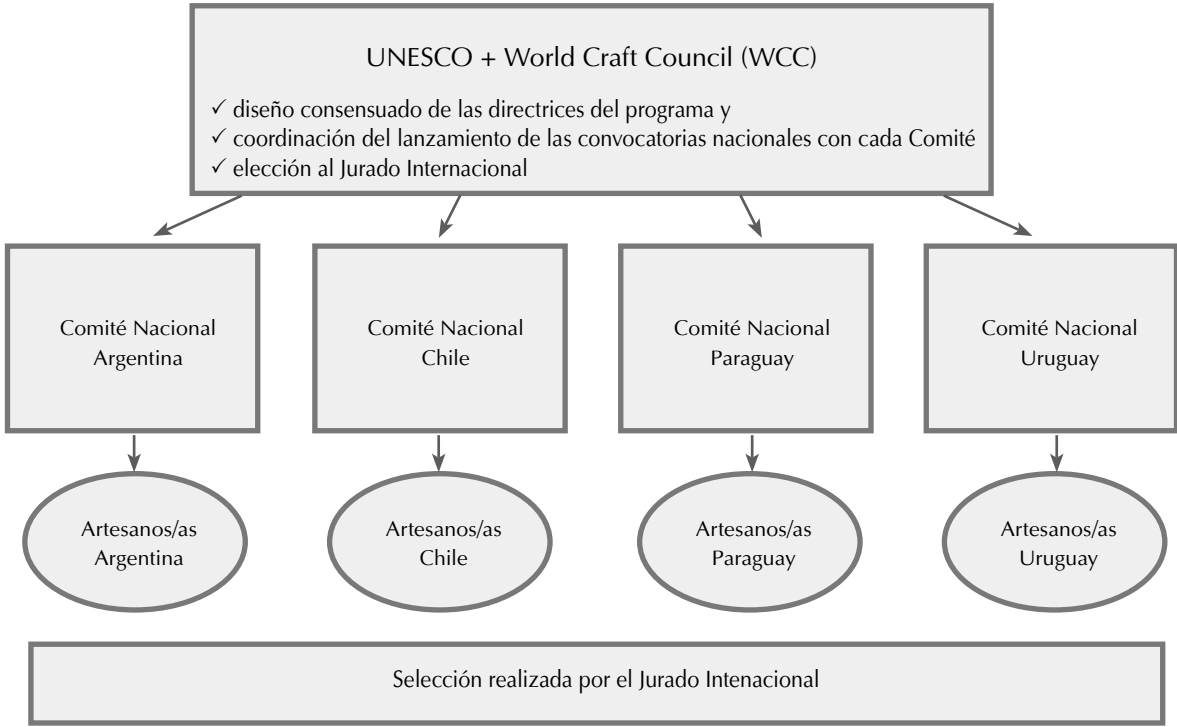 UNESCO + World Craft Council (WCC)
✓ diseño consensuado de las directrices del programa y
✓ coordinación del lanzamiento de las convocatorias nacionales con cada Comité
✓ elección al Jurado Internacional
Comité Nacional
Argentina
Comité Nacional
Chile
Comité Nacional
Paraguay
Comité Nacional
Uruguay
Artesanos/as
Argentina
Artesanos/as
Chile
Artesanos/as
Paraguay
Artesanos/as
Uruguay
Selección realizada por el Jurado Intenacional